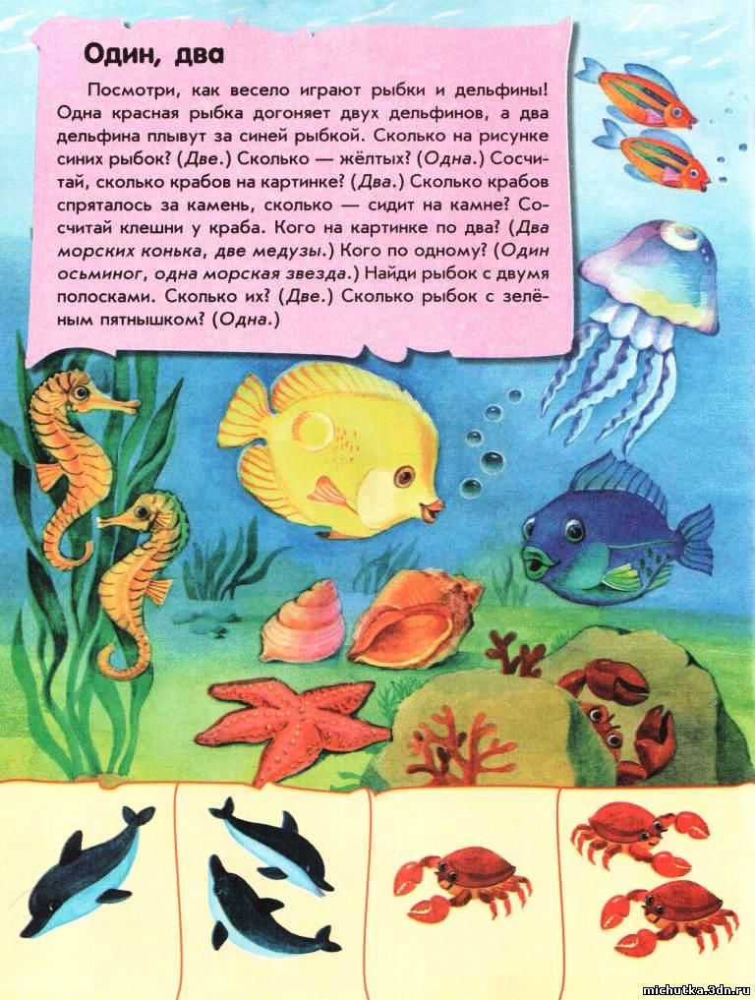 Один, два
Посмотри, как весело играют рыбки и дельфины!
Одна красная рыбка догоняет двух дельфинов, а два
дельфина плывут за синей рыбкой. Сколько на рисунке
синих рыбок? (Две.) Сколько — жёлтых? (Одна.) Сосчи-
тай, сколько крабов на картинке? (Два.) Сколько крабов
спряталось за камень, сколько — сидит на камне? Со-
считай клешни у краба. Кого на картинке по два? (Два
морских конька, две медузы.) Кого по одному? (Один
осьминог, одна морская звезда.) Найди рыбок с двумя
полосками. Сколько их? (Две.) Сколько рыбок с зелё-
ным пятнышком? (Одна.)
michutka.3dn.ru